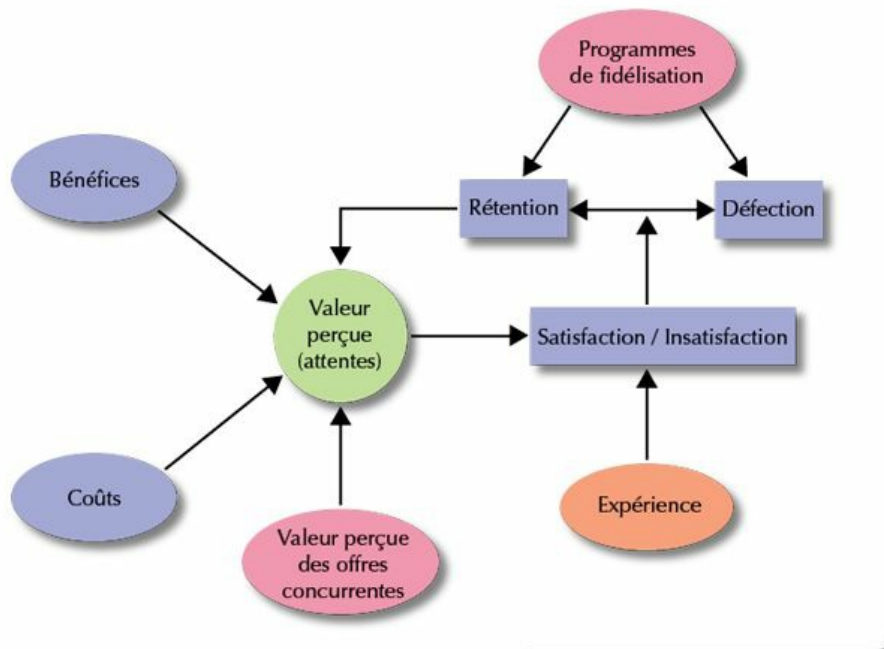 Programmes
de fidélisation
Bénéfices
Rétention
Défection
Valeur
perçue
(attentes)
Satisfaction / Insatisfaction
Coûts
Expérience
Valeur perçue
des offres
concurrentes